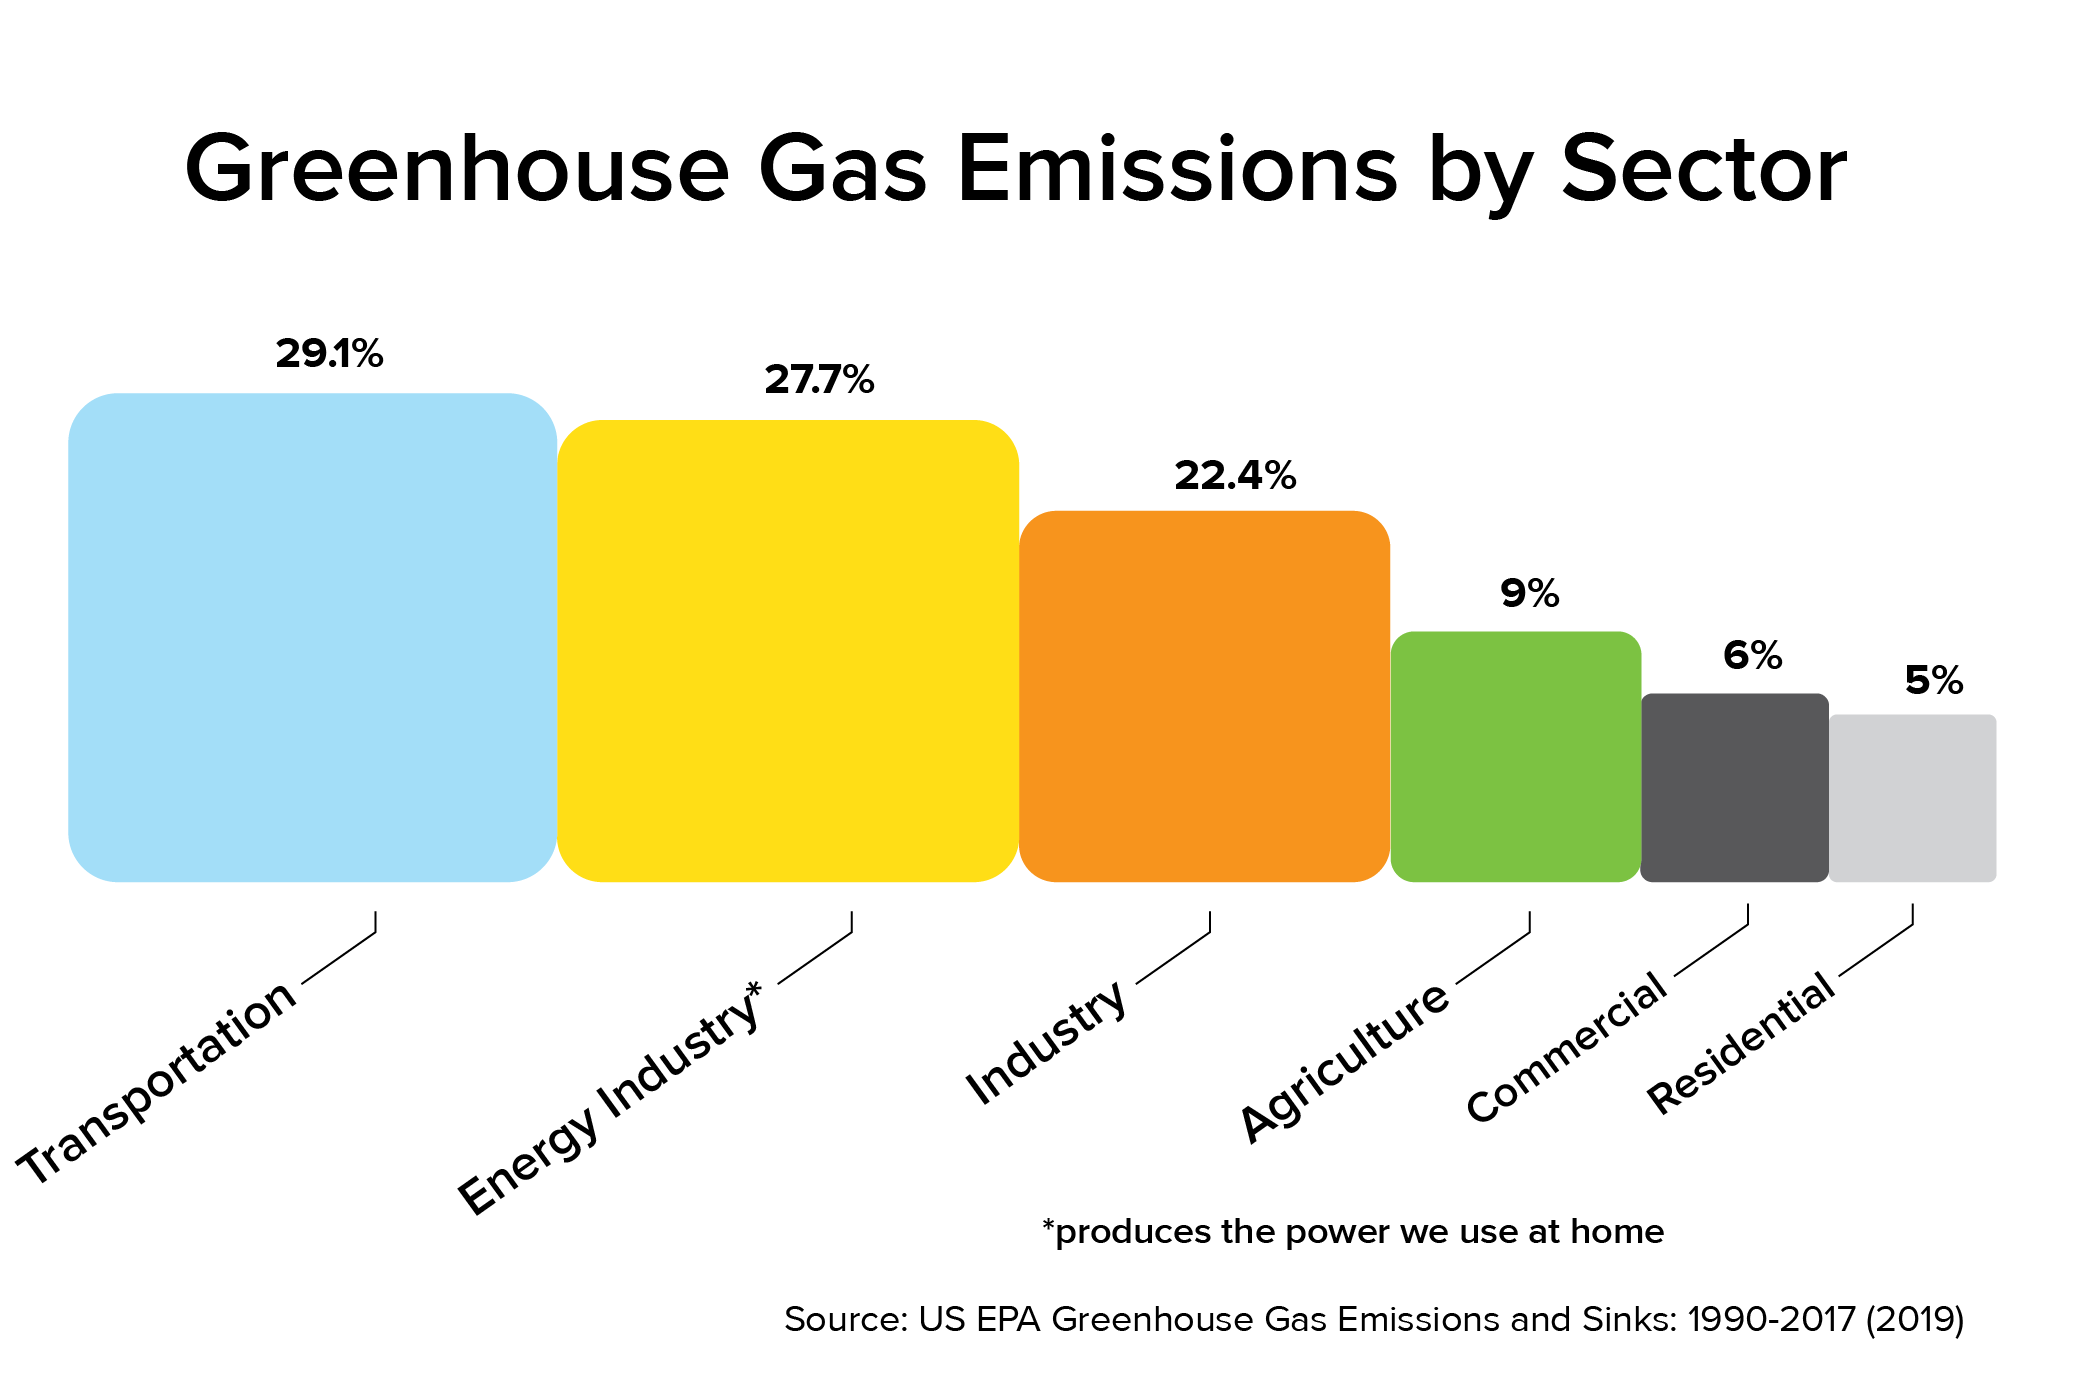 Greenhouse Gas Emissions by Sector
29.1%
27.7%
22.4%
9%
6%
5%
Transportation
Energy Industry*
Industry
Agriculture
Commercial
Residential
*produces the power we use at home
Source: US EPA Greenhouse Gas Emissions and Sinks: 1990-2017 (2019)